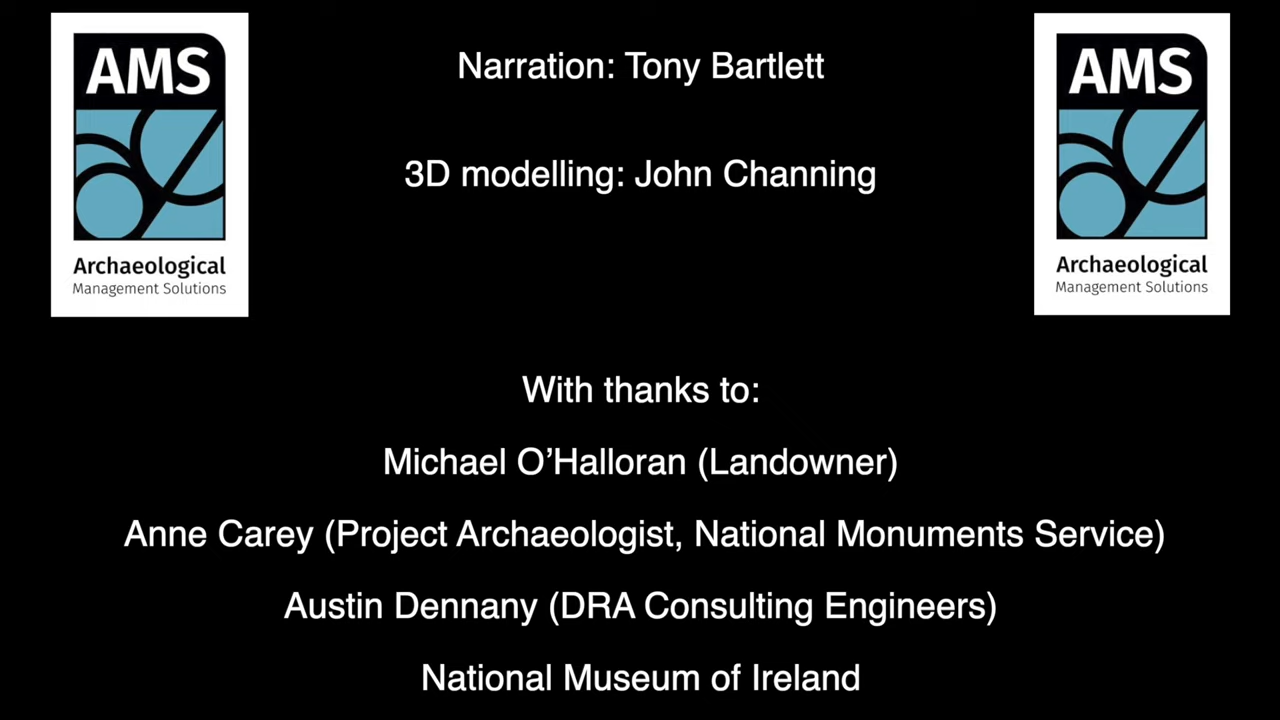 AMS
Archaeological
Management Solutions
Narration: Tony Bartlett
3D modelling: John Channing
AMS
Archaeological
Management Solutions
With thanks to:
Michael O’Halloran (Landowner)
Anne Carey (Project Archaeologist, National Monuments Service)
Austin Dennany (DRA Consulting Engineers)
National Museum of Ireland